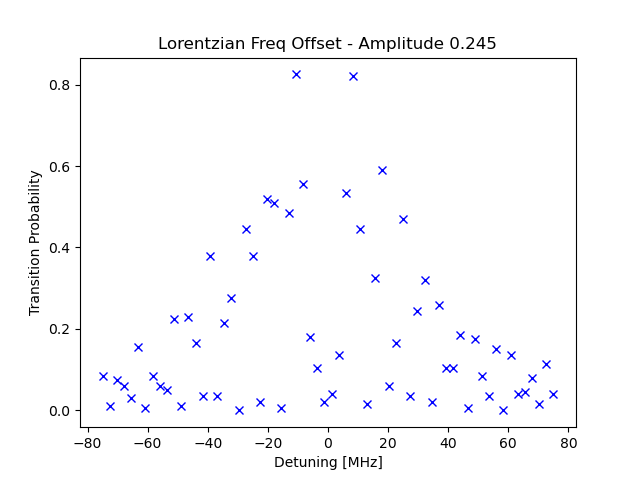 Lorentzian Freq Offset - Amplitude 0.245
Transition Probability
0.8
0.6
0.4
0.2
0.0
−80 −60 −40 −20 0 20 40 60 80
Detuning [MHz]